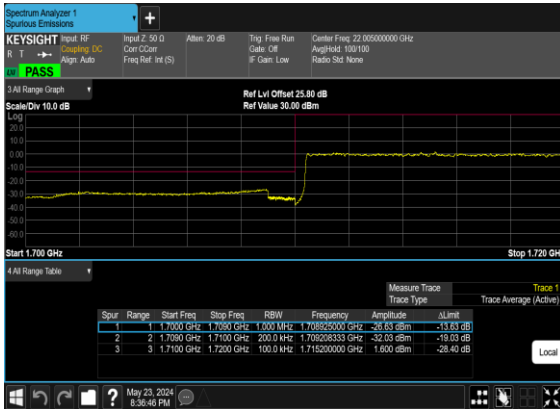 Spectrum Analyzer 1
Spurious Emissions
+
KEYSIGHT
R T
LXI PASS
Input: RF
Coupling: DC
Align: Auto
Input Z: 50 Ω
Corr CCorr
Freq Ref: Int (S)
Atten: 20 dB
Trig: Free Run
Gate: Off
IF Gain: Low
Center Freq: 22.005000000 GHz
Avg|Hold: 100/100
Radio Std: None
3 All Range Graph
Scale/Div 10.0 dB
Ref Lvl Offset 25.80 dB
Ref Value 30.00 dBm
Log
20.0
10.0
0.00
-10.0
-20.0
-30.0
-40.0
-50.0
-60.0
Start 1.700 GHz
Stop 1.720 GH
4 All Range Table
Measure Trace Trace 1
Trace Type Trace Average (Active)
Spur Range Start Freq Stop Freq RBW Frequency Amplitude ΔLimit
1 1 1.7000 GHz 1.7090 GHz 1.000 MHz 1.708925000 GHz -26.63 dBm -13.63 dB
2 2 1.7090 GHz 1.7100 GHz 200.0 kHz 1.709208333 GHz -32.03 dBm -19.03 dB
3 3 1.7100 GHz 1.7200 GHz 100.0 kHz 1.715200000 GHz 1.600 dBm -28.40 dB
Local
?
May 23, 2024
8:36:46 PM